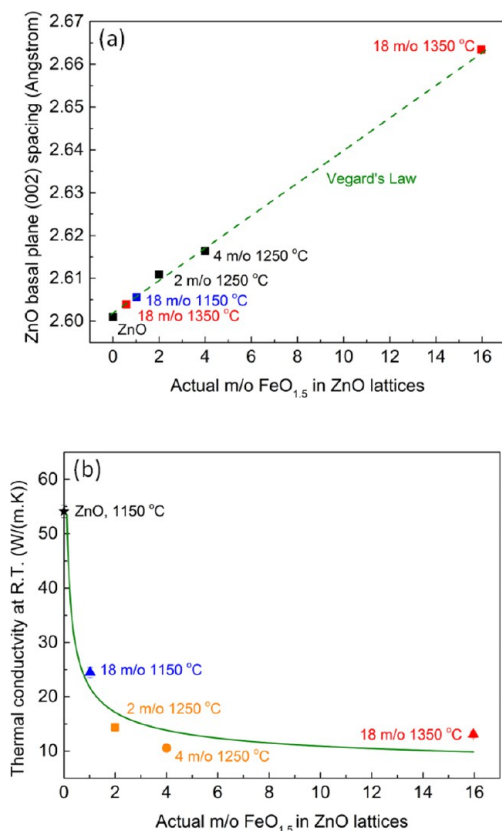 (a)
2.67
2.66
2.65
2.64
2.63
2.62
2.61
2.60
ZnO basal plane (002) spacing (Angstrom)
18 m/o 1350 °C
Vegard's Law
4 m/o 1250 °C
2 m/o 1250 °C
18 m/o 1150 °C
18 m/o 1350 °C
ZnO
0 2 4 6 8 10 12 14 16
Actual m/o FeO1.5 in ZnO lattices
(b)
60
50
40
30
20
10
Thermal conductvity at R.T. (W/(m.K))
ZnO, 1150 °C
18 m/o 1150 °C
2 m/o 1250 °C
4 m/o 1250 °C
18 m/o 1350 °C
0 2 4 6 8 10 12 14 16
Actual m/o FeO1.5 in ZnO lattices